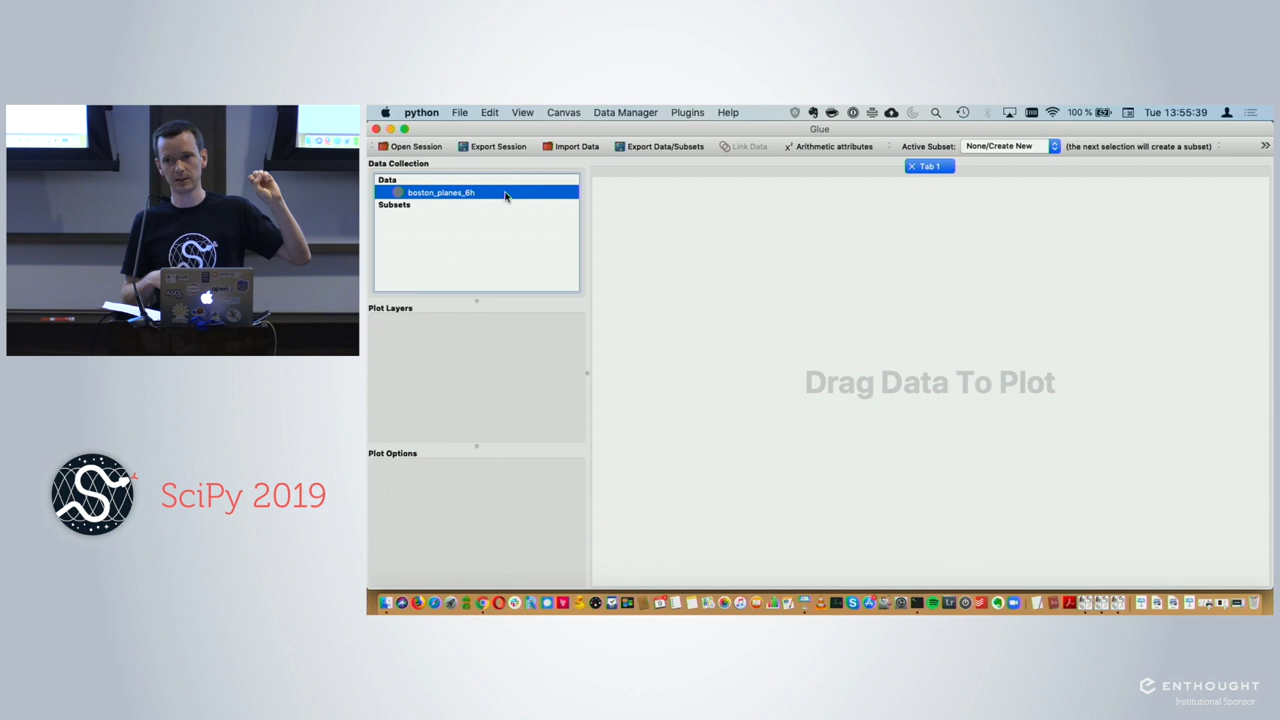 python File Edit View Canvas Data Manager Plugins Help 100 % Tue 13:55:39
Glue
Open Session Export Session Import Data Export Data/Subsets Link Data Arithmetic attributes Active Subset: None/Create New (the next selection will create a subset)
Data Collection
Tab 1
Data
boston_planes_6h
Subsets
Plot Layers
Drag Data To Plot
Plot Options
SciPy 2019
ENTHOUGHT
Institutional Sponsor